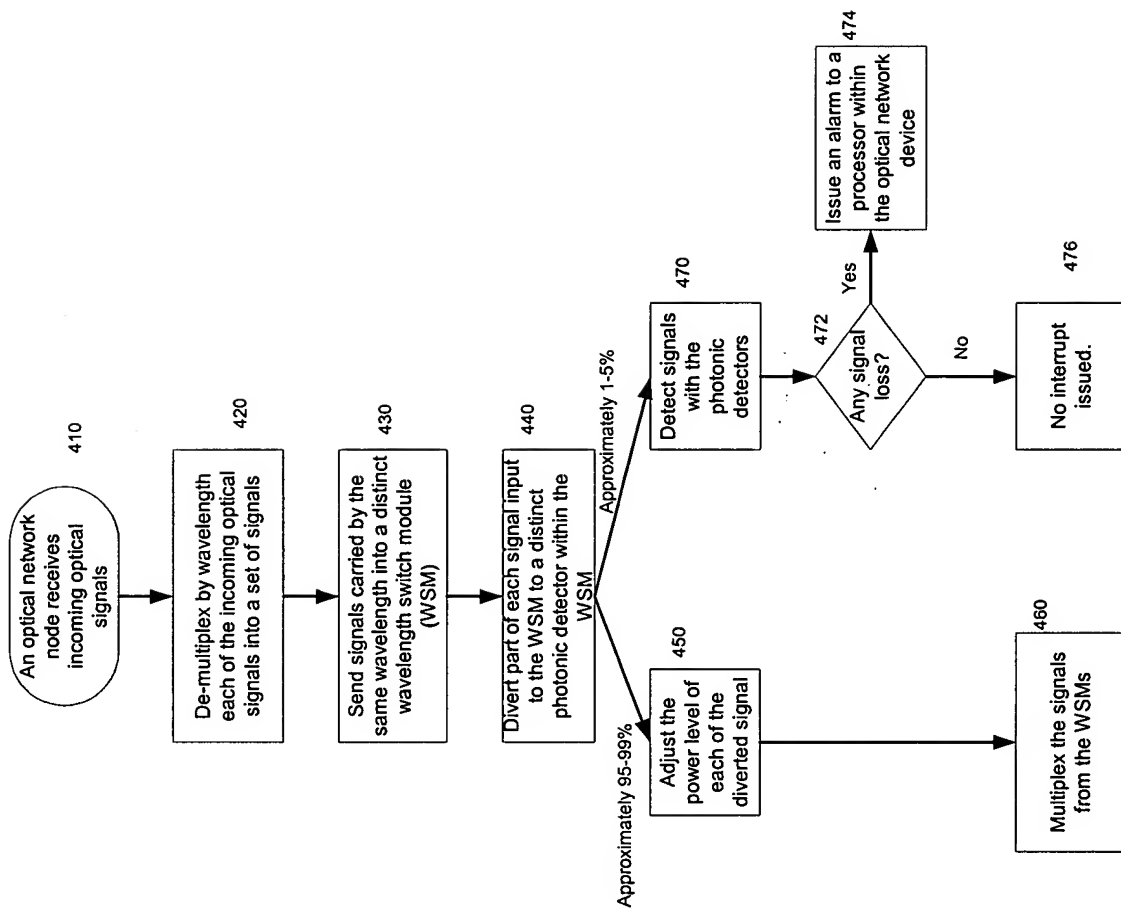 An optical network
node receives
incoming optical
signals
410
De-multiplex by wavelength
each of the incoming optical
signals into a set of signals
420
Send signals carried by the
same wavelength into a distinct
wavelength switch module
(WSM)
430
Divert part of each signal input
to the WSM to a distinct
photonic detector within the
WSM
440
Approximately 95-99%
Approximately 1-5%
Adjust the
power level of
each of the
diverted signal
450
Detect signals
with the
photonic
detectors
470
Any signal
loss?
472
Yes
Issue an alarm to a
processor within
the optical network
device
474
No
Multiplex the signals
from the WSMs
460
No interrupt
issued.
476